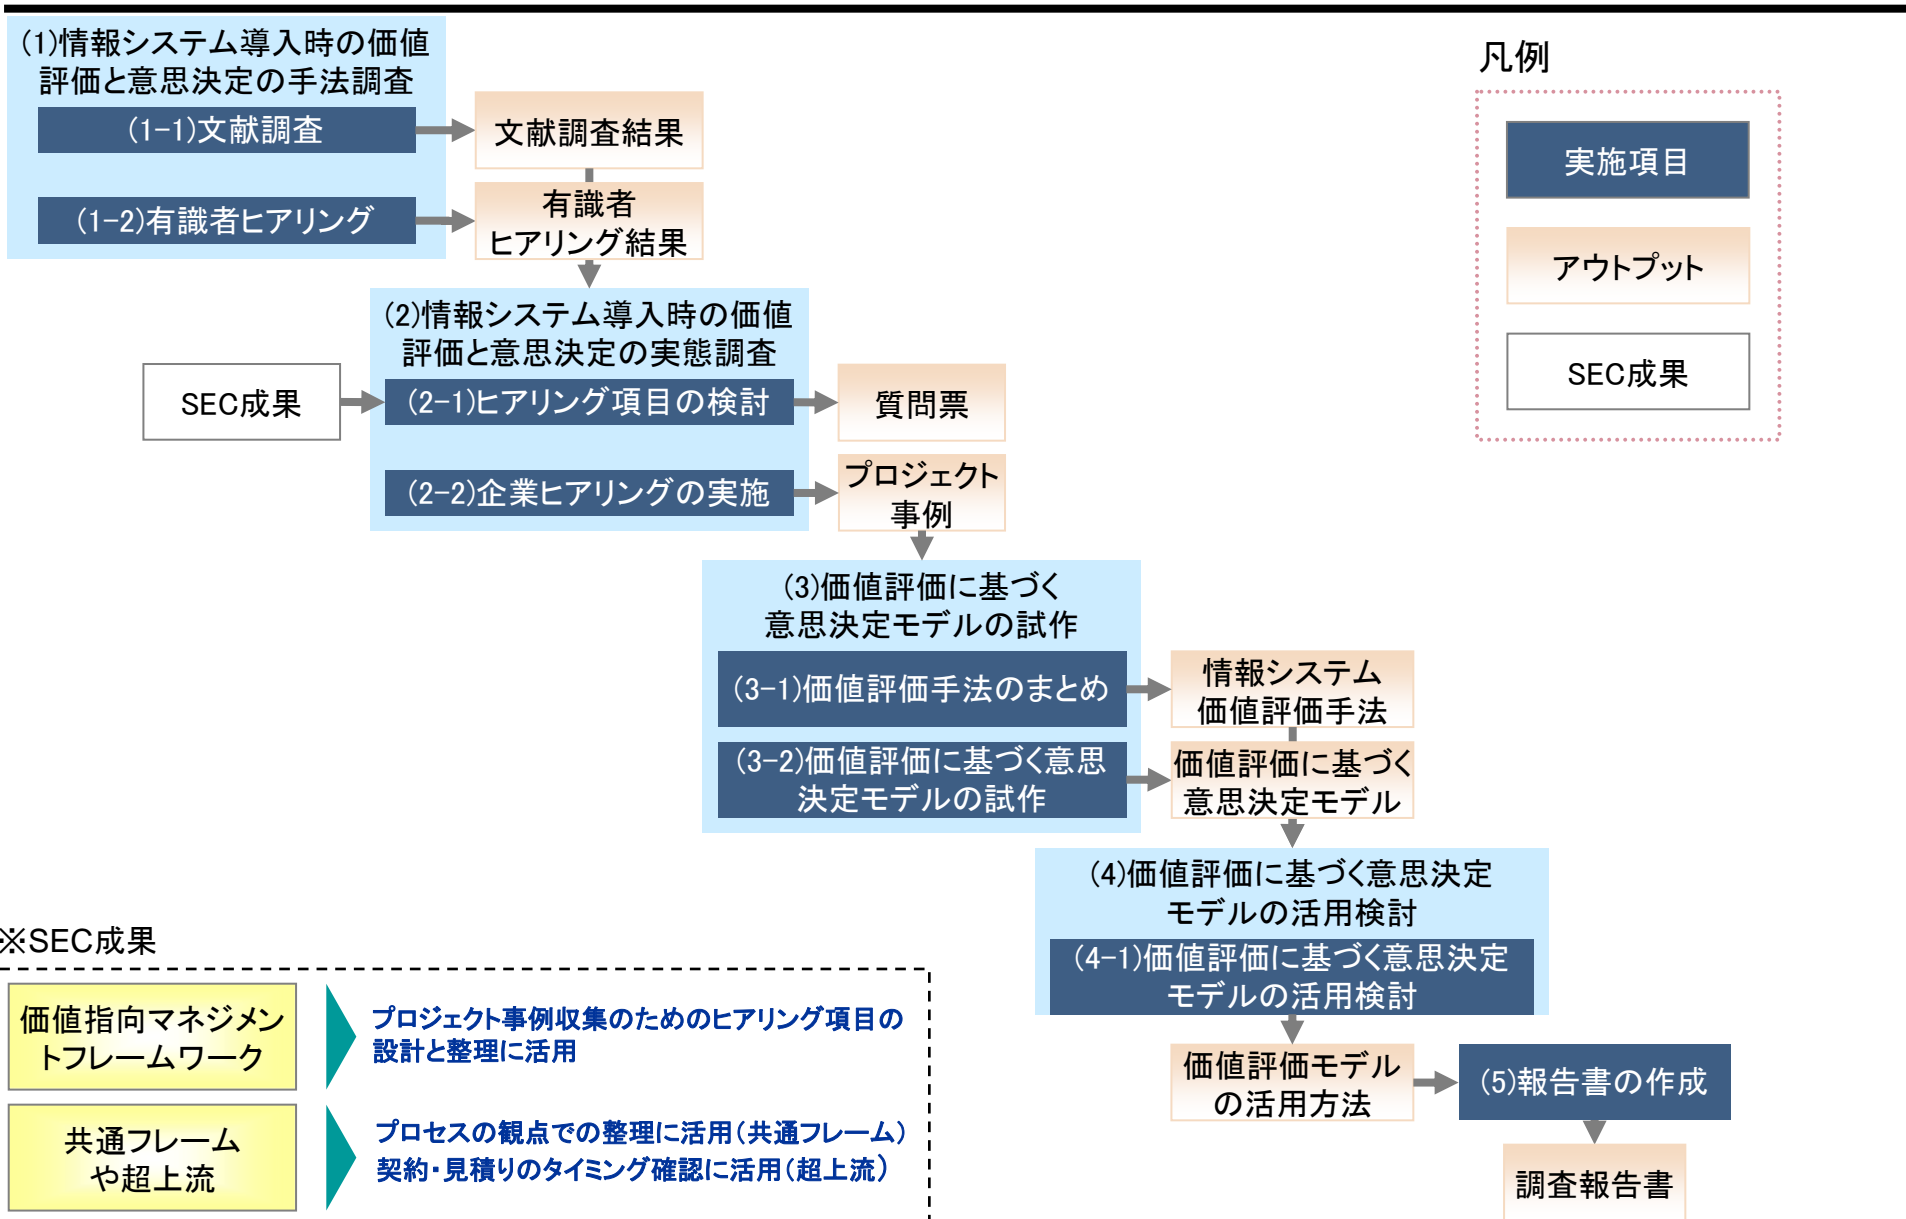 (1)情報システム導入時の価値
評価と意思決定の手法調査
(1-1)文献調査
文献調査結果
(1-2)有識者ヒアリング
有識者
ヒアリング結果
凡例
実施項目
アウトプット
SEC成果
(2)情報システム導入時の価値
評価と意思決定の実態調査
SEC成果
(2-1)ヒアリング項目の検討
質問票
(2-2)企業ヒアリングの実施
プロジェクト
事例
(3)価値評価に基づく
意思決定モデルの試作
(3-1)価値評価手法のまとめ
情報システム
価値評価手法
(3-2)価値評価に基づく意思
決定モデルの試作
価値評価に基づく
意思決定モデル
(4)価値評価に基づく意思決定
モデルの活用検討
(4-1)価値評価に基づく意思決定
モデルの活用検討
価値評価モデル
の活用方法
(5)報告書の作成
調査報告書
※SEC成果
価値指向マネジメン
トフレームワーク
プロジェクト事例収集のためのヒアリング項目の
設計と整理に活用
共通フレーム
や超上流
プロセスの観点での整理に活用(共通フレーム)
契約・見積りのタイミング確認に活用(超上流)